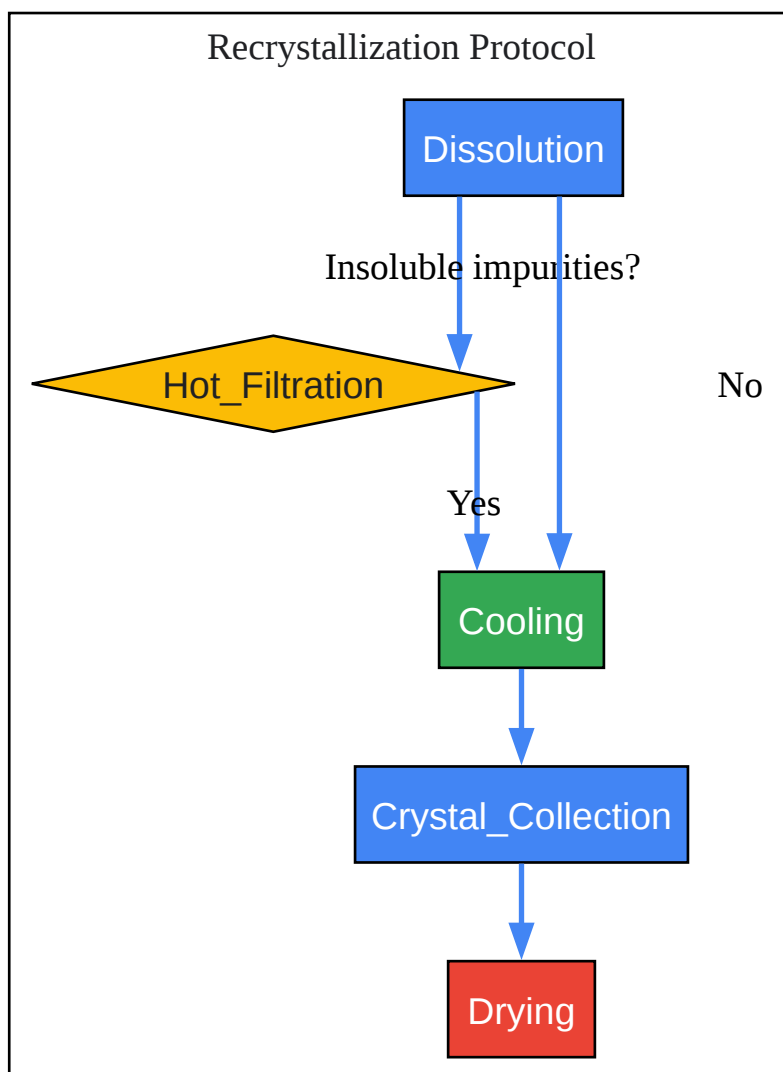 Recrystallization Protocol
Dissolution
Insoluble impurities?
Hot_Filtration
No
Yes
Cooling
Crystal_Collection
Drying